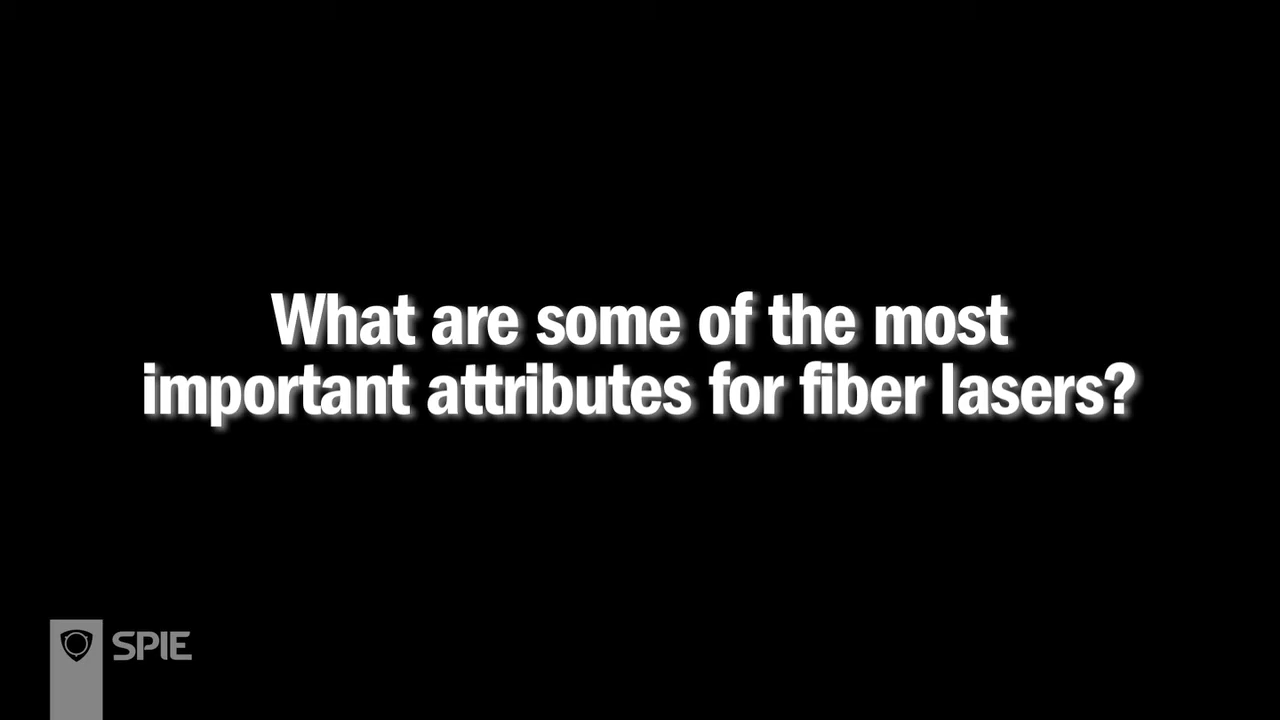 What are some of the most
important attributes for fiber lasers?
SPIE